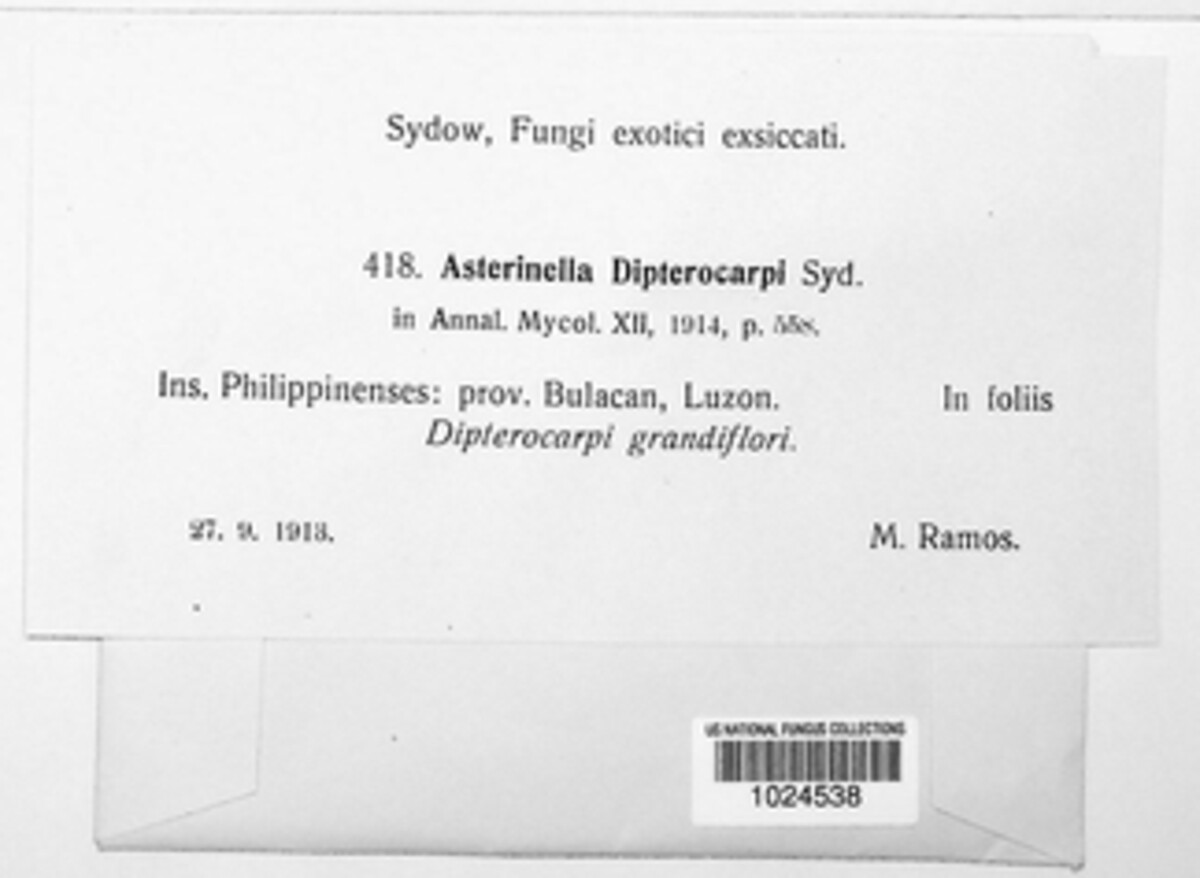 Sydow, Fungi exotici exsiccati.
418. Asterinella Dipterocarpi Syd.
in Annal. Mycol. XII, 1914, p. 558.
Ins. Philippinenses: prov. Bulacan, Luzon. In foliis
Dipterocarpi grandiflori.
27. 9. 1913. M. Ramos.
US NATIONAL FUNGUS COLLECTIONS
1024538